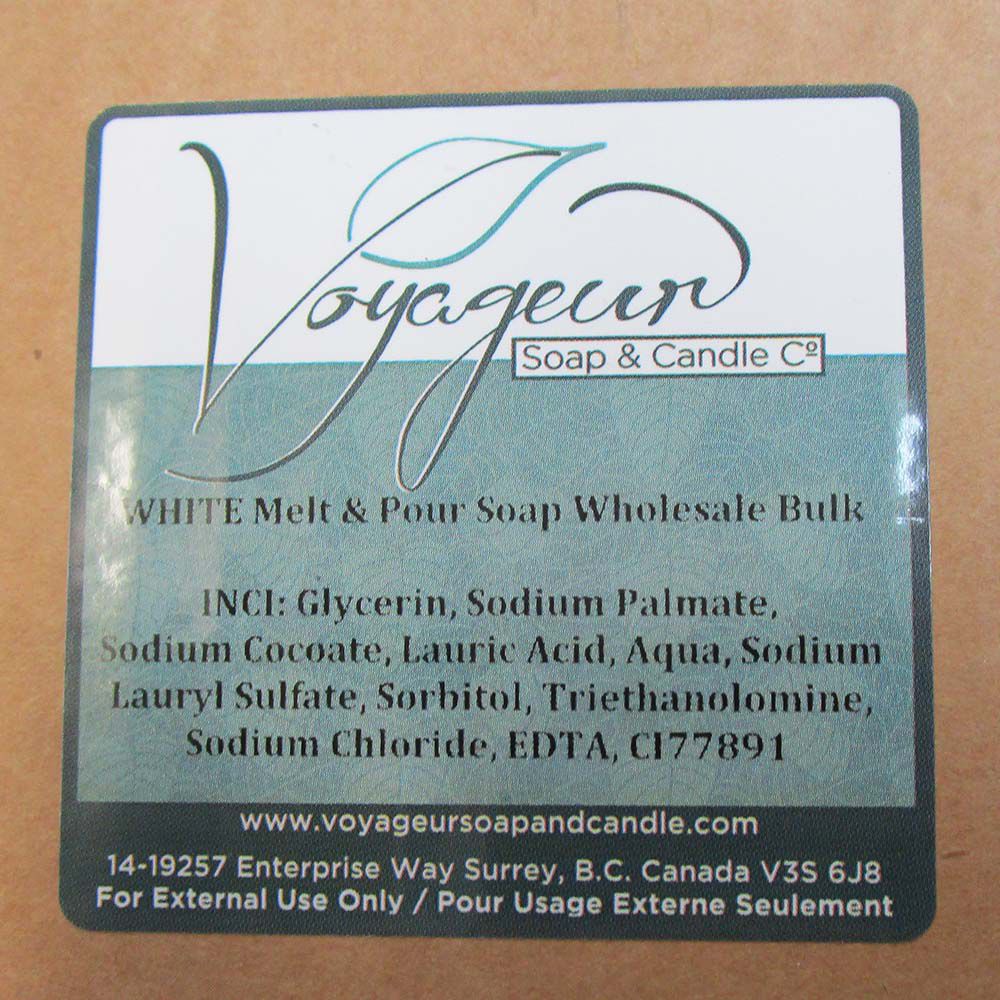 Voyageur
Soap & Candle Cº
WHITE Melt & Pour Soap Wholesale Bulk
INCI: Glycerin, Sodium Palmate,
Sodium Cocoate, Lauric Acid, Aqua, Sodium
Lauryl Sulfate, Sorbitol, Triethanolomine,
Sodium Chloride, EDTA, CI77891
www.voyageursoapandcandle.com
14-19257 Enterprise Way Surrey, B.C. Canada V3S 6J8
For External Use Only / Pour Usage Externe Seulement